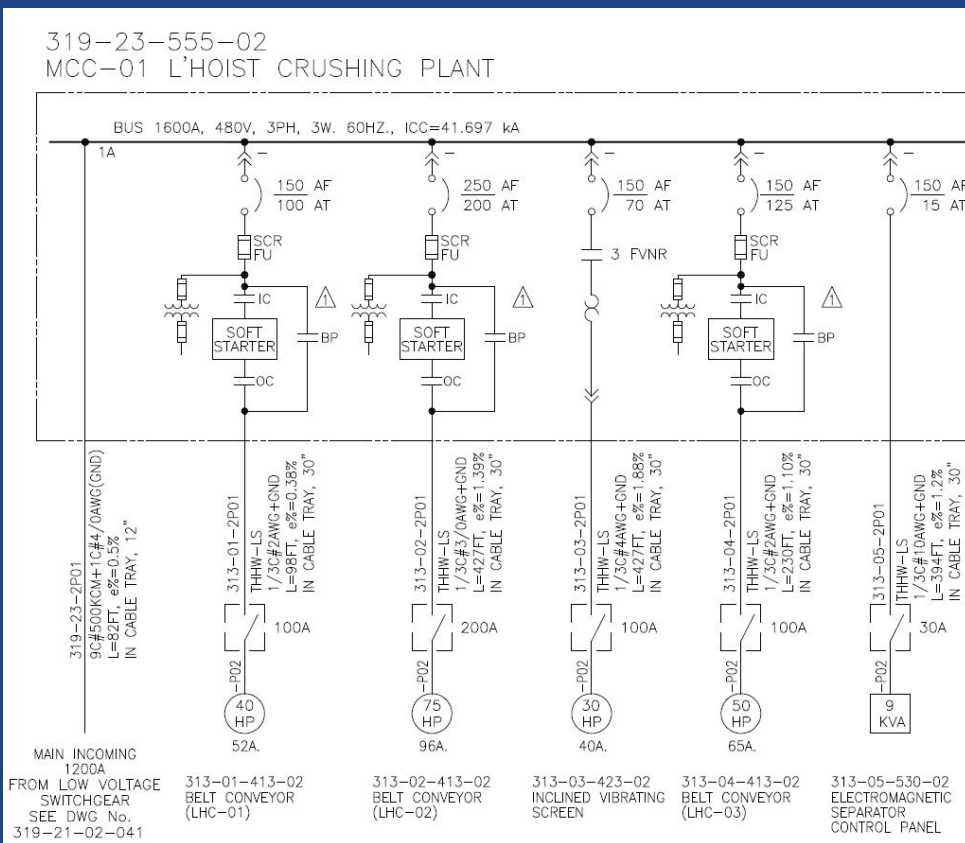 319-23-555-02
MCC-01 L'HOIST CRUSHING PLANT
BUS 1600A, 480V, 3PH, 3W. 60HZ., ICC=41.697 kA
1A
150 AF
100 AT
250 AF
200 AT
150 AF
70 AT
150 AF
125 AT
150 AF
15 AT
SCR
FU
SCR
FU
3 FVNR
SCR
FU
IC
1
IC
1
IC
1
SOFT
STARTER
BP
SOFT
STARTER
BP
SOFT
STARTER
BP
OC
OC
OC
319-23-2P01
9C#500KCM+1C#4/0AWG(GND)
L=82FT, e%=0.5%
IN CABLE TRAY, 12"
313-01-2P01
THHW-LS
1/3C#2AWG+GND
L=98FT, e%=0.38%
IN CABLE TRAY, 30"
313-02-2P01
THHW-LS
1/3C#3/0AWG+GND
L=427FT, e%=1.39%
IN CABLE TRAY, 30"
313-03-2P01
THHW-LS
1/3C#4AWG+GND
L=427FT, e%=1.88%
IN CABLE TRAY, 30"
313-04-2P01
THHW-LS
1/3C#2AWG+GND
L=230FT, e%=1.10%
IN CABLE TRAY, 30"
313-05-2P01
THHW-LS
1/3C#10AWG+GND
L=394FT, e%=1.2%
IN CABLE TRAY, 30"
100A
200A
100A
100A
30A
-P02
-P02
-P02
-P02
-P02
40
HP
75
HP
30
HP
50
HP
9
KVA
52A.
96A.
40A.
65A.
MAIN INCOMING
1200A
FROM LOW VOLTAGE
SWITCHGEAR
SEE DWG No.
319-21-02-041
313-01-413-02
BELT CONVEYOR
(LHC-01)
313-02-413-02
BELT CONVEYOR
(LHC-02)
313-03-423-02
INCLINED VIBRATING
SCREEN
313-04-413-02
BELT CONVEYOR
(LHC-03)
313-05-530-02
ELECTROMAGNETIC
SEPARATOR
CONTROL PANEL